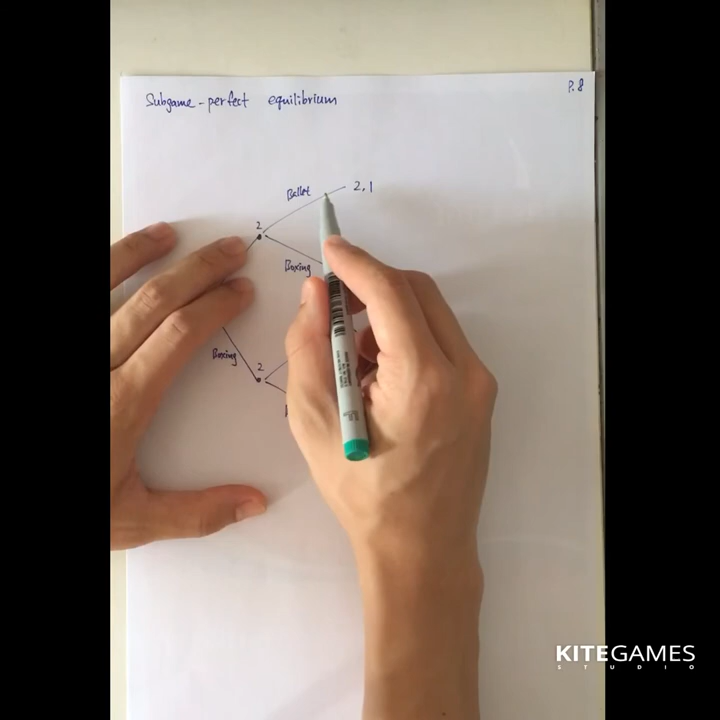 Subgame-perfect equilibrium
P.8
Ballet
2,1
2
Boxing
Boxing
2
KITEGAMES
STUDIO